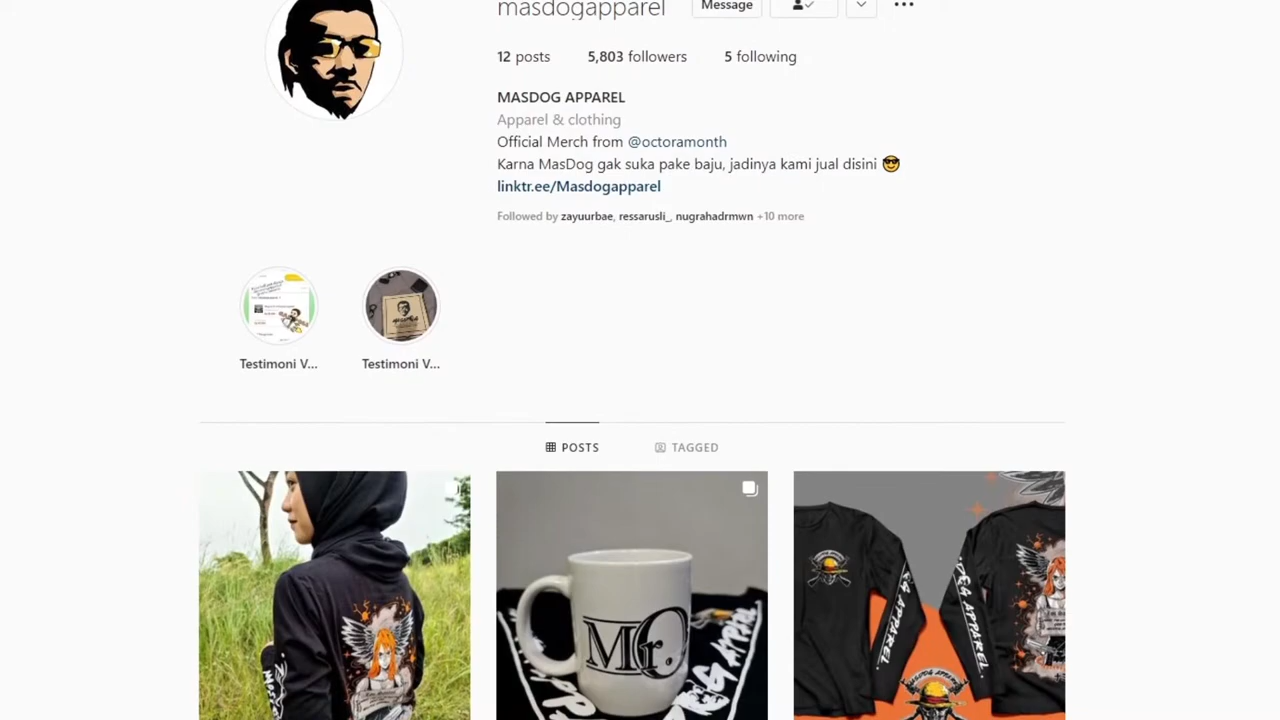 masdogapparel
Message
12 posts
5,803 followers
5 following
MASDOG APPAREL
Apparel & clothing
Official Merch from @octoramonth
Karna MasDog gak suka pake baju, jadinya kami jual disini 😎
linktr.ee/Masdogapparel
Followed by zayuurbae, ressarusli_, nugrahadrmwn +10 more
Testimoni V...
Testimoni V...
POSTS
TAGGED
Mr.
APPAREL
MASDOG APPAREL